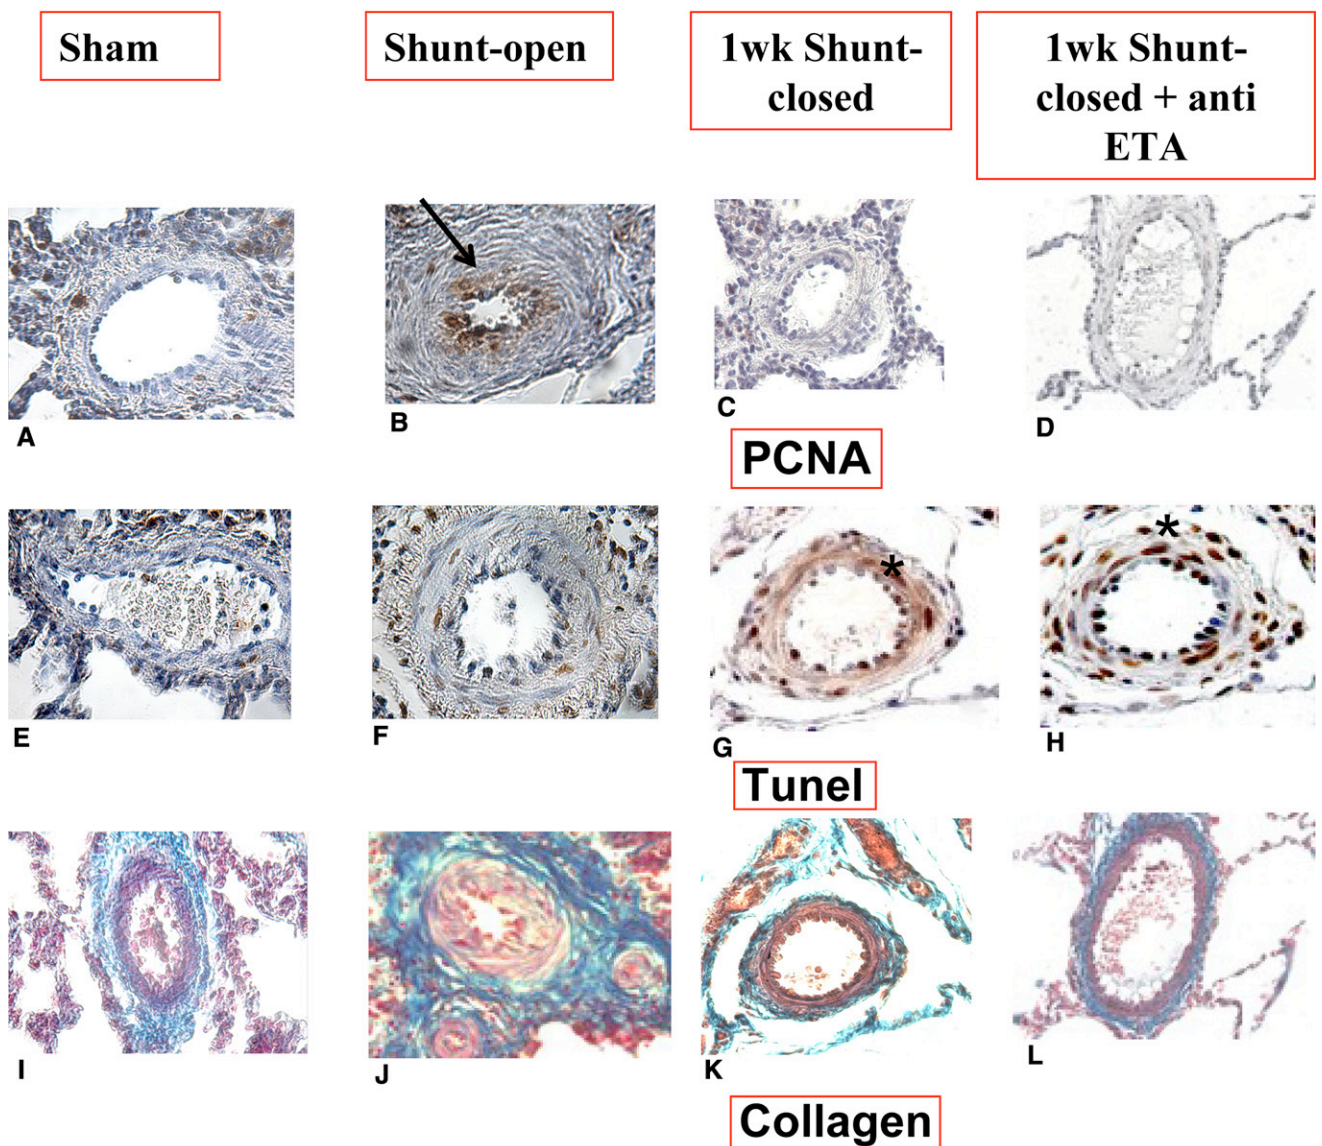 Sham
Shunt-open
1wk Shunt-
closed
1wk Shunt-
closed + anti
ETA
A
B
C
D
PCNA
E
F
*
G
*
H
Tunel
I
J
K
L
Collagen